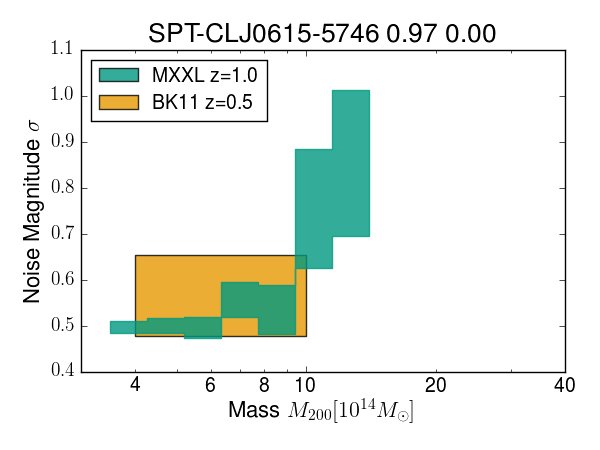 SPT-CLJ0615-5746 0.97 0.00
1.1
1.0
0.9
0.8
0.7
0.6
0.5
0.4
Noise Magnitude σ
MXXL z=1.0
BK11 z=0.5
4 6 8 10 20 40
Mass M₂₀₀[10¹⁴M☉]